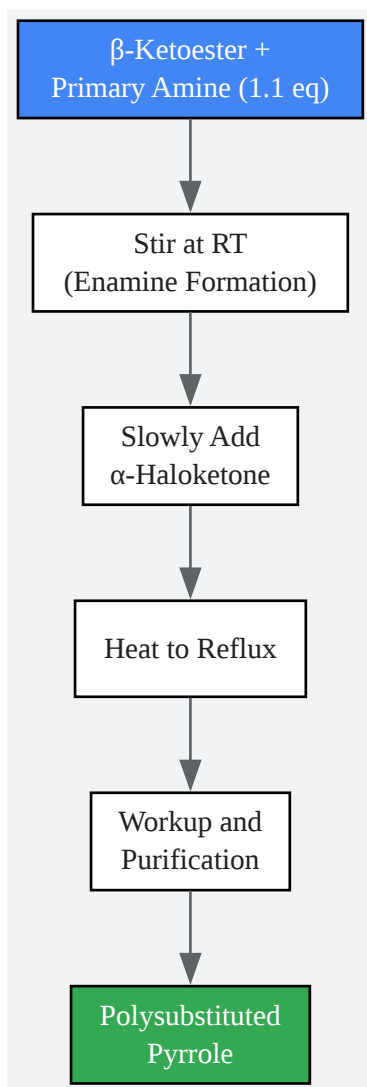 β-Ketoester +
Primary Amine (1.1 eq)
Stir at RT
(Enamine Formation)
Slowly Add
α-Haloketone
Heat to Reflux
Workup and
Purification
Polysubstituted
Pyrrole